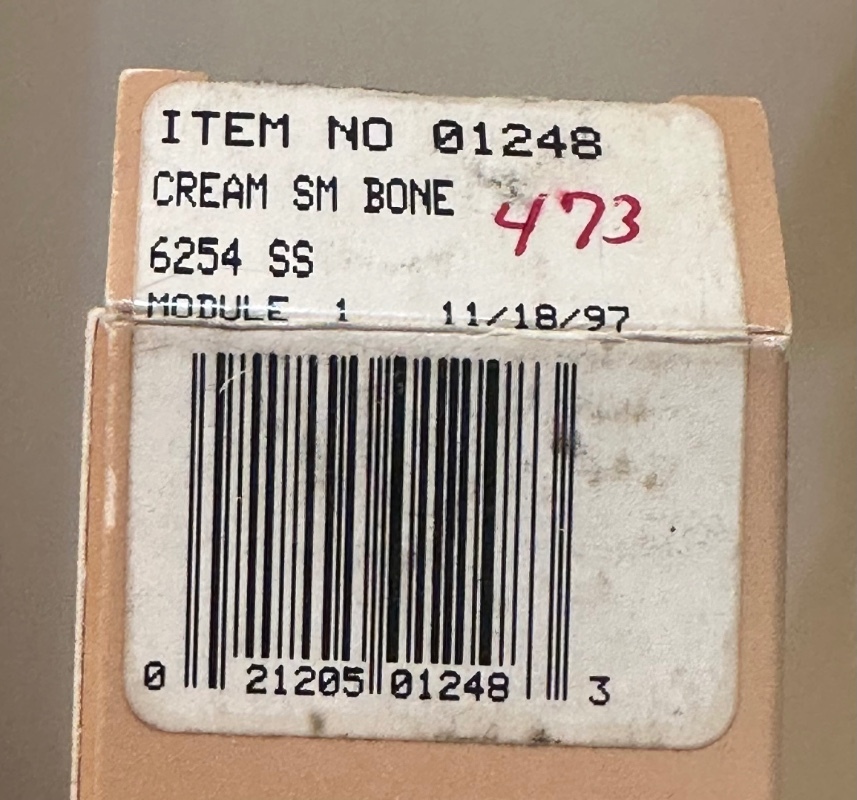 ITEM NO 01248
CREAM SM BONE 473
6254 SS
MODULE 1 11/18/97
0 21205 01248 3